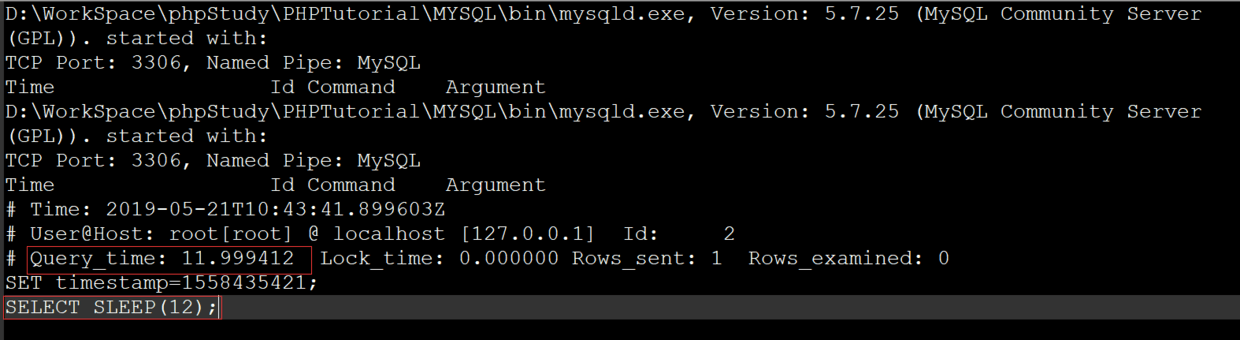 D:\WorkSpace\phpStudy\PHPTutorial\MYSQL\bin\mysqld.exe, Version: 5.7.25 (MySQL Community Server
(GPL)). started with:
TCP Port: 3306, Named Pipe: MySQL
Time                 Id Command    Argument
D:\WorkSpace\phpStudy\PHPTutorial\MYSQL\bin\mysqld.exe, Version: 5.7.25 (MySQL Community Server
(GPL)). started with:
TCP Port: 3306, Named Pipe: MySQL
Time                 Id Command    Argument
# Time: 2019-05-21T10:43:41.899603Z
# User@Host: root[root] @ localhost [127.0.0.1]  Id:     2
# Query_time: 11.999412  Lock_time: 0.000000 Rows_sent: 1  Rows_examined: 0
SET timestamp=1558435421;
SELECT SLEEP(12);